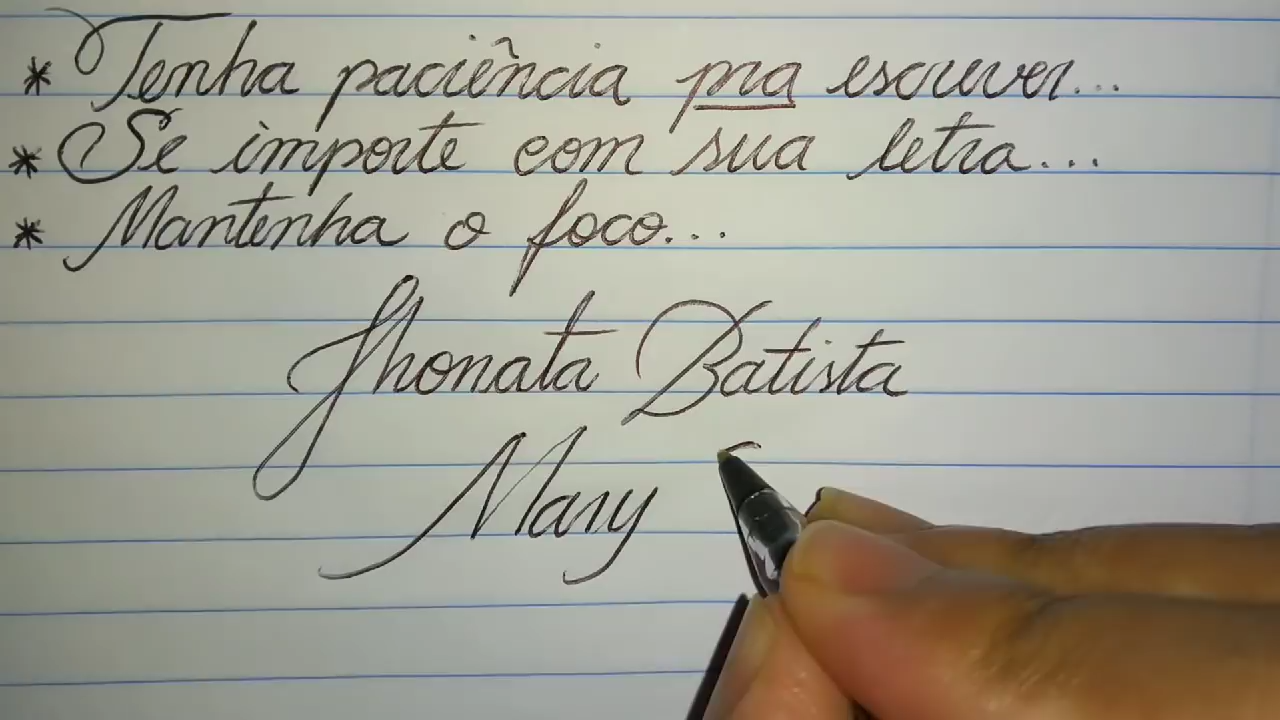 * Tenha paciência pra escrever...
* Se importe com sua letra...
* Mantenha o foco...
Jhonata Batista
Mary